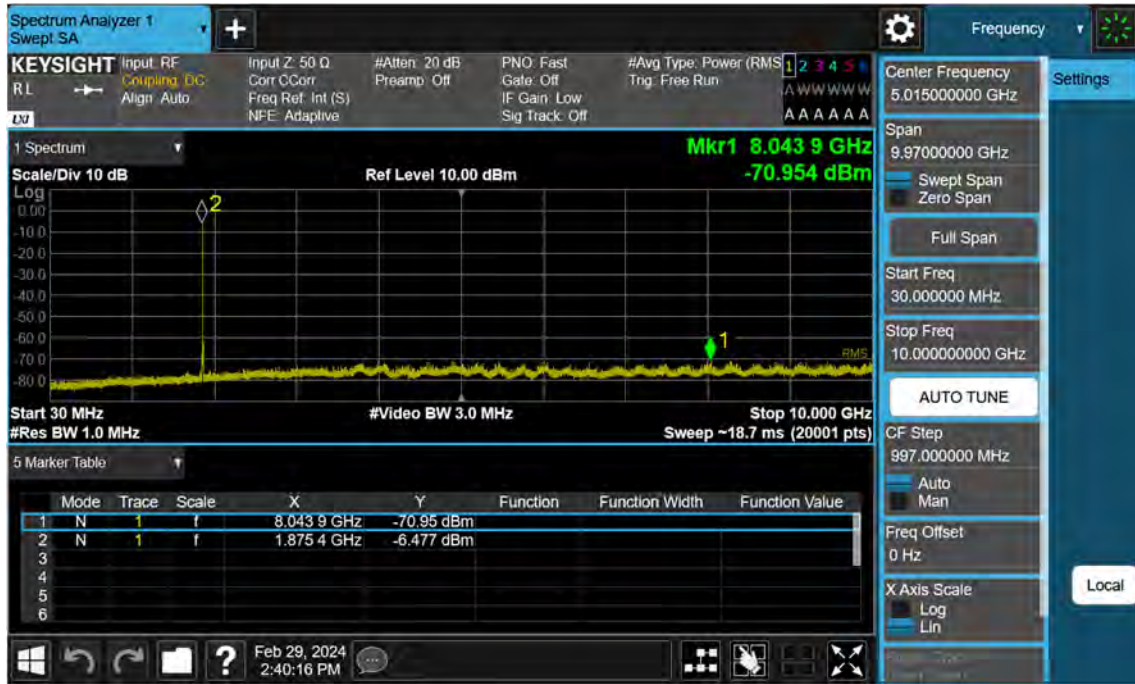 Spectrum Analyzer 1
Swept SA
+
Frequency
KEYSIGHT
RL
LXI
Input: RF
Coupling: DC
Align: Auto
Input Z: 50 Ω
Corr CCorr
Freq Ref: Int (S)
NFE: Adaptive
#Atten: 20 dB
Preamp: Off
PNO: Fast
Gate: Off
IF Gain: Low
Sig Track: Off
#Avg Type: Power (RMS
Trig: Free Run
1 2 3 4 5 6
A W W W W W
A A A A A A
1 Spectrum
Scale/Div 10 dB
Ref Level 10.00 dBm
Mkr1 8.043 9 GHz
-70.954 dBm
Log
0.00
-10.0
-20.0
-30.0
-40.0
-50.0
-60.0
-70.0
-80.0
2
1
RMS
Start 30 MHz
#Video BW 3.0 MHz
Stop 10.000 GHz
#Res BW 1.0 MHz
Sweep ~18.7 ms (20001 pts)
5 Marker Table
Mode Trace Scale X Y Function Function Width Function Value
1 N 1 f 8.043 9 GHz -70.95 dBm
2 N 1 f 1.875 4 GHz -6.477 dBm
3
4
5
6
Feb 29, 2024
2:40:16 PM
?
Center Frequency
5.015000000 GHz
Span
9.97000000 GHz
Swept Span
Zero Span
Full Span
Start Freq
30.000000 MHz
Stop Freq
10.000000000 GHz
AUTO TUNE
CF Step
997.000000 MHz
Auto
Man
Freq Offset
0 Hz
X Axis Scale
Log
Lin
Settings
Local